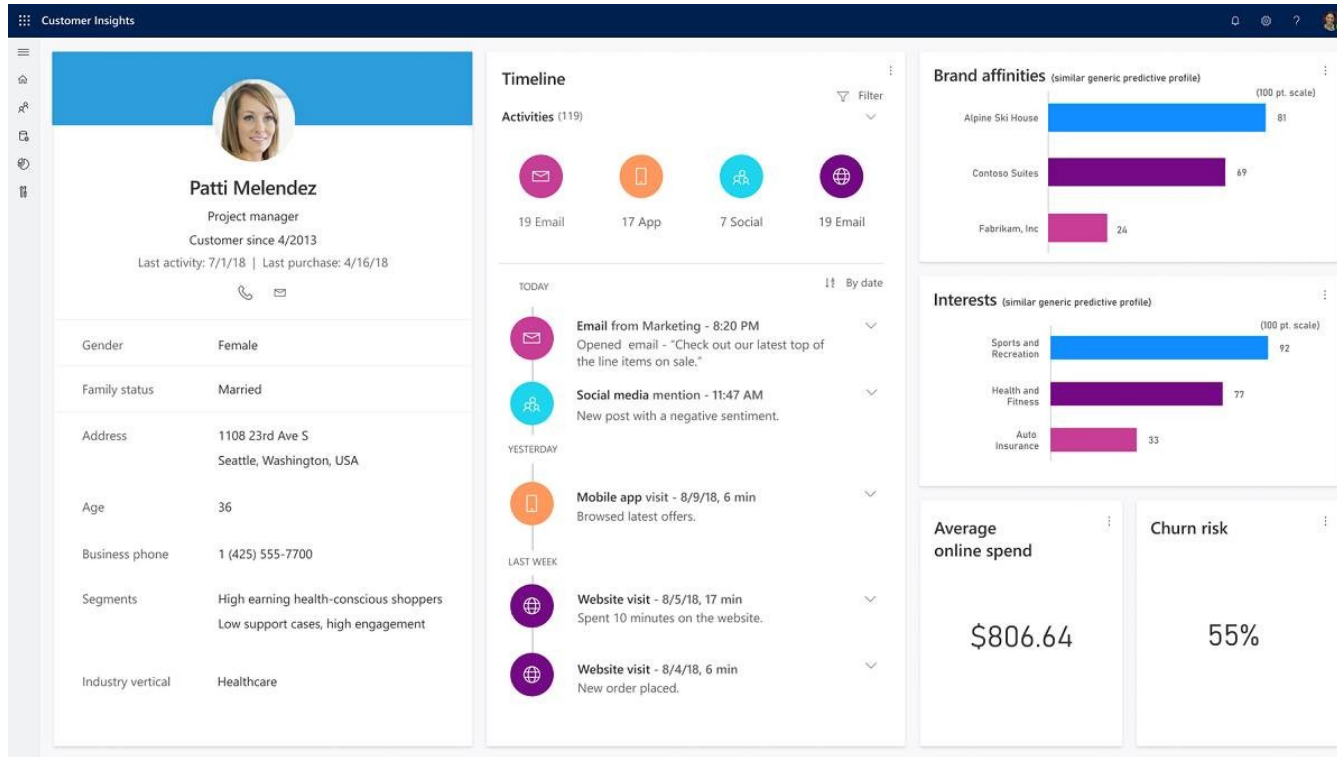 Customer Insights
?
Patti Melendez
Project manager
Customer since 4/2013
Last activity: 7/1/18 | Last purchase: 4/16/18
Gender Female
Family status Married
Address 1108 23rd Ave S
Seattle, Washington, USA
Age 36
Business phone 1 (425) 555-7700
Segments High earning health-conscious shoppers
Low support cases, high engagement
Industry vertical Healthcare
Timeline
Filter
Activities (119)
19 Email 17 App 7 Social 19 Email
TODAY By date
Email from Marketing - 8:20 PM
Opened email - "Check out our latest top of
the line items on sale."
Social media mention - 11:47 AM
New post with a negative sentiment.
YESTERDAY
Mobile app visit - 8/9/18, 6 min
Browsed latest offers.
LAST WEEK
Website visit - 8/5/18, 17 min
Spent 10 minutes on the website.
Website visit - 8/4/18, 6 min
New order placed.
Brand affinities (similar generic predictive profile)
(100 pt. scale)
Alpine Ski House 81
Contoso Suites 69
Fabrikam, Inc 24
Interests (similar generic predictive profile)
(100 pt. scale)
Sports and
Recreation 92
Health and
Fitness 77
Auto
Insurance 33
Average
online spend
$806.64
Churn risk
55%